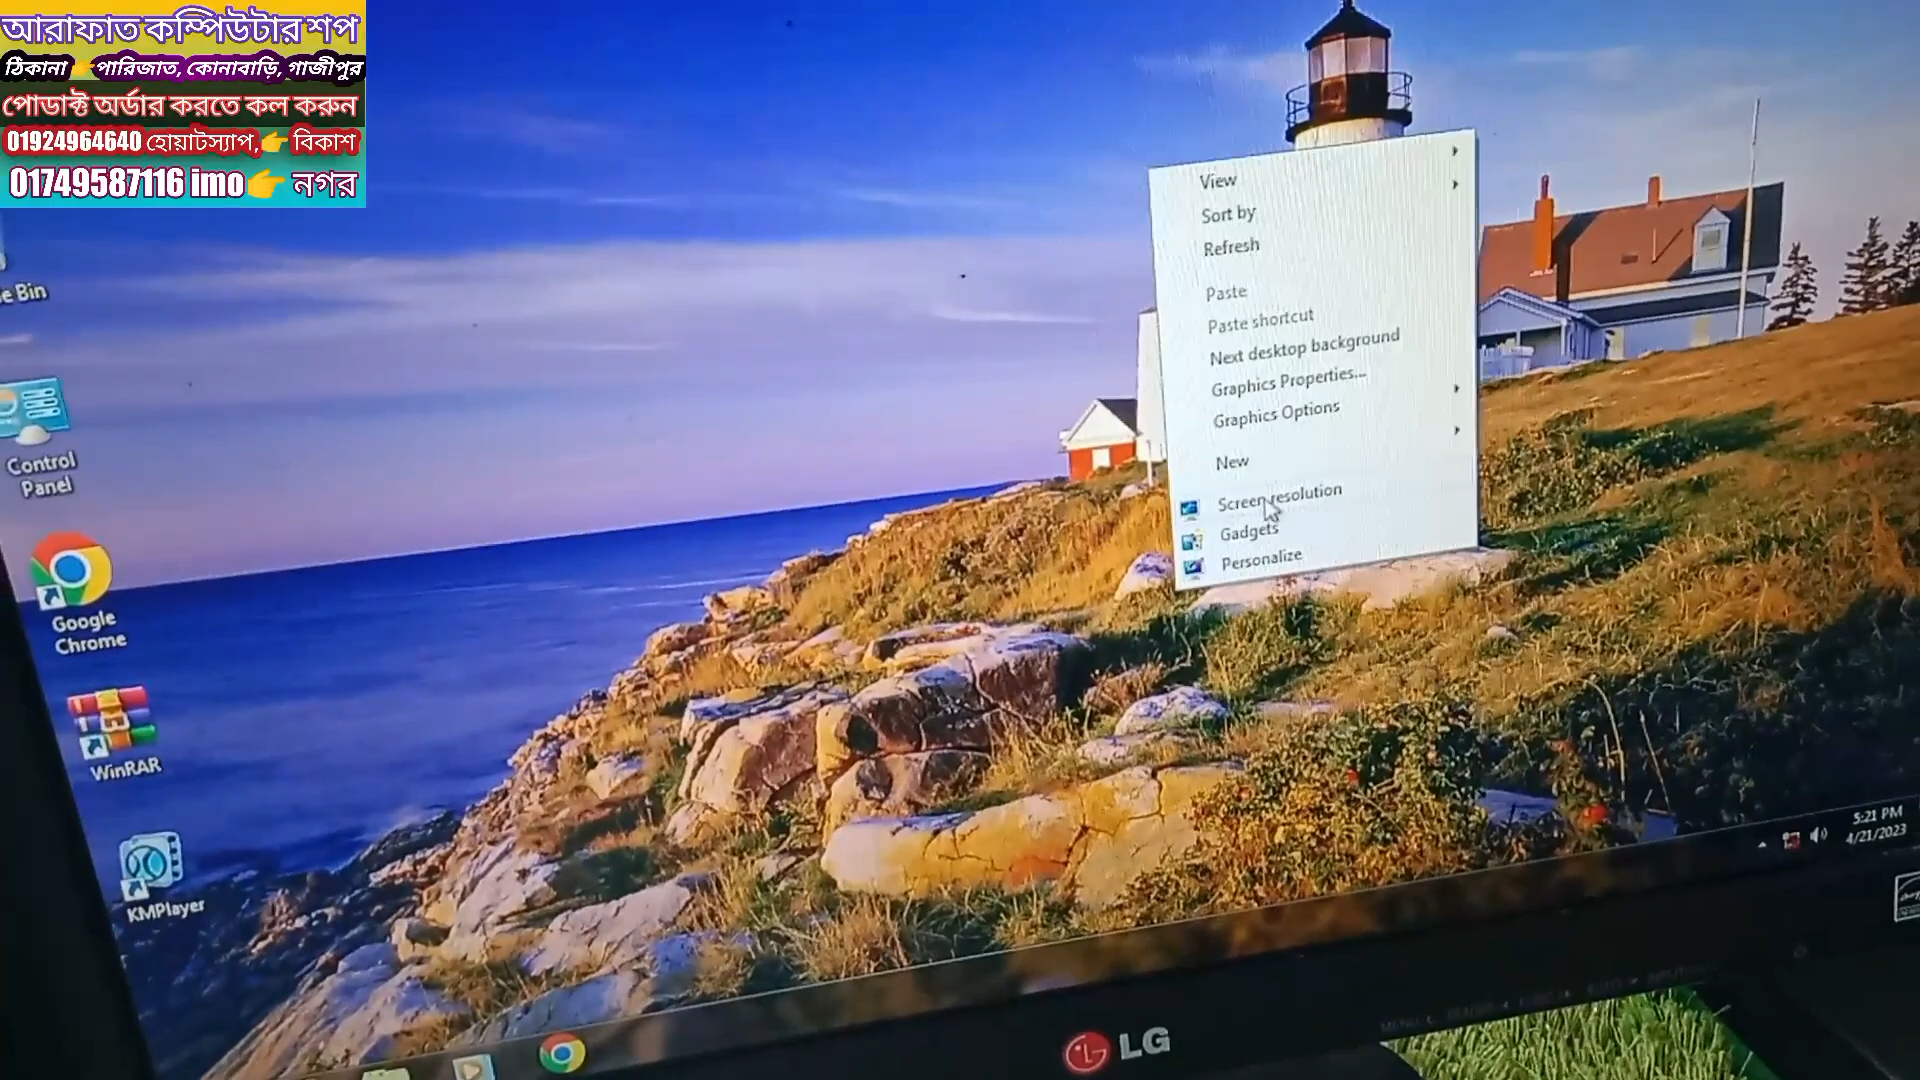 আরাফাত কম্পিউটার শপ
ঠিকানা👉পারিজাত, কোনাবাড়ি, গাজীপুর
পোডাক্ট অর্ডার করতে কল করুন
01924964640 হোয়াটস্যাপ,👉 বিকাশ
01749587116 imo👉 নগর
View
Sort by
Refresh
Paste
Paste shortcut
Next desktop background
Graphics Properties...
Graphics Options
New
Screen resolution
Gadgets
Personalize
e Bin
Control
Panel
Google
Chrome
WinRAR
KMPlayer
5:21 PM
4/21/2023
LG